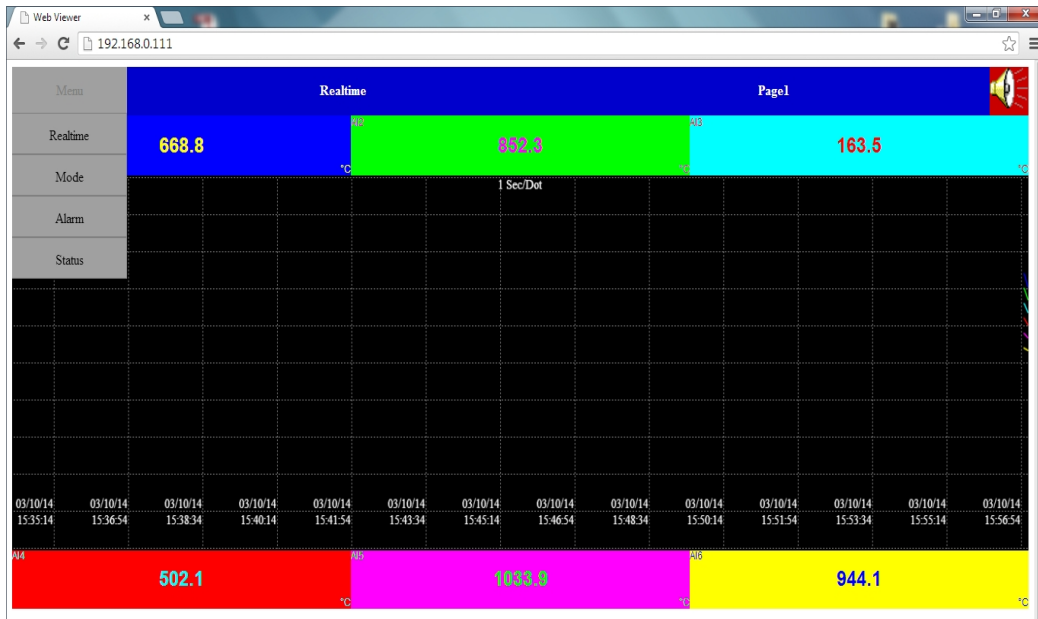 Web Viewer
192.168.0.111
Menu
Realtime
Page1
Realtime
Mode
Alarm
Status
668.8
°C
AI2
852.3
°C
AI3
163.5
°C
1 Sec/Dot
03/10/14 03/10/14 03/10/14 03/10/14 03/10/14 03/10/14 03/10/14 03/10/14 03/10/14 03/10/14 03/10/14 03/10/14 03/10/14 03/10/14
15:35:14 15:36:54 15:38:34 15:40:14 15:41:54 15:43:34 15:45:14 15:46:54 15:48:34 15:50:14 15:51:54 15:53:34 15:55:14 15:56:54
AI4
502.1
°C
AI5
1033.9
°C
AI6
944.1
°C